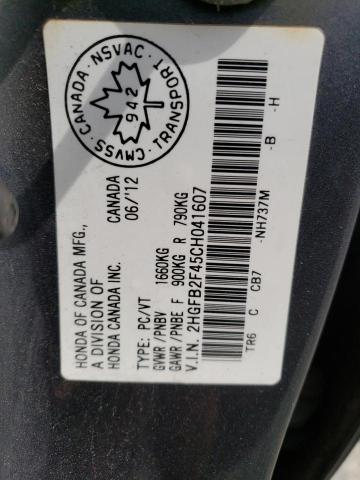 HONDA OF CANADA MFG.,
A DIVISION OF
HONDA CANADA INC.
CANADA
06/12
CMVSS · CANADA · NSVAC · TRANSPORT
942
TYPE: PC/VT
GVWR / PNBV 1660KG
GAWR / PNBE F 900KG R 790KG
V.I.N. 2HGFB2F45CH041607
TR6 C CB7 -NH737M -B -H